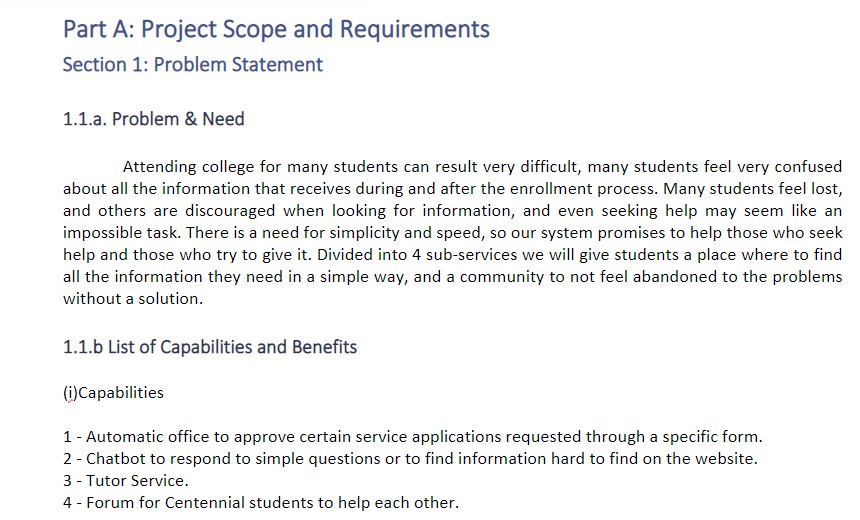 Part A: Project Scope and Requirements
Section 1: Problem Statement
1.1.a. Problem & Need
Attending college for many students can result very difficult, many students feel very confused
about all the information that receives during and after the enrollment process. Many students feel lost,
and others are discouraged when looking for information, and even seeking help may seem like an
impossible task. There is a need for simplicity and speed, so our system promises to help those who seek
help and those who try to give it. Divided into 4 sub-services we will give students a place where to find
all the information they need in a simple way, and a community to not feel abandoned to the problems
without a solution.
1.1.b List of Capabilities and Benefits
(i)Capabilities
1 - Automatic office to approve certain service applications requested through a specific form.
2 - Chatbot to respond to simple questions or to find information hard to find on the website.
3 - Tutor Service.
4 - Forum for Centennial students to help each other.